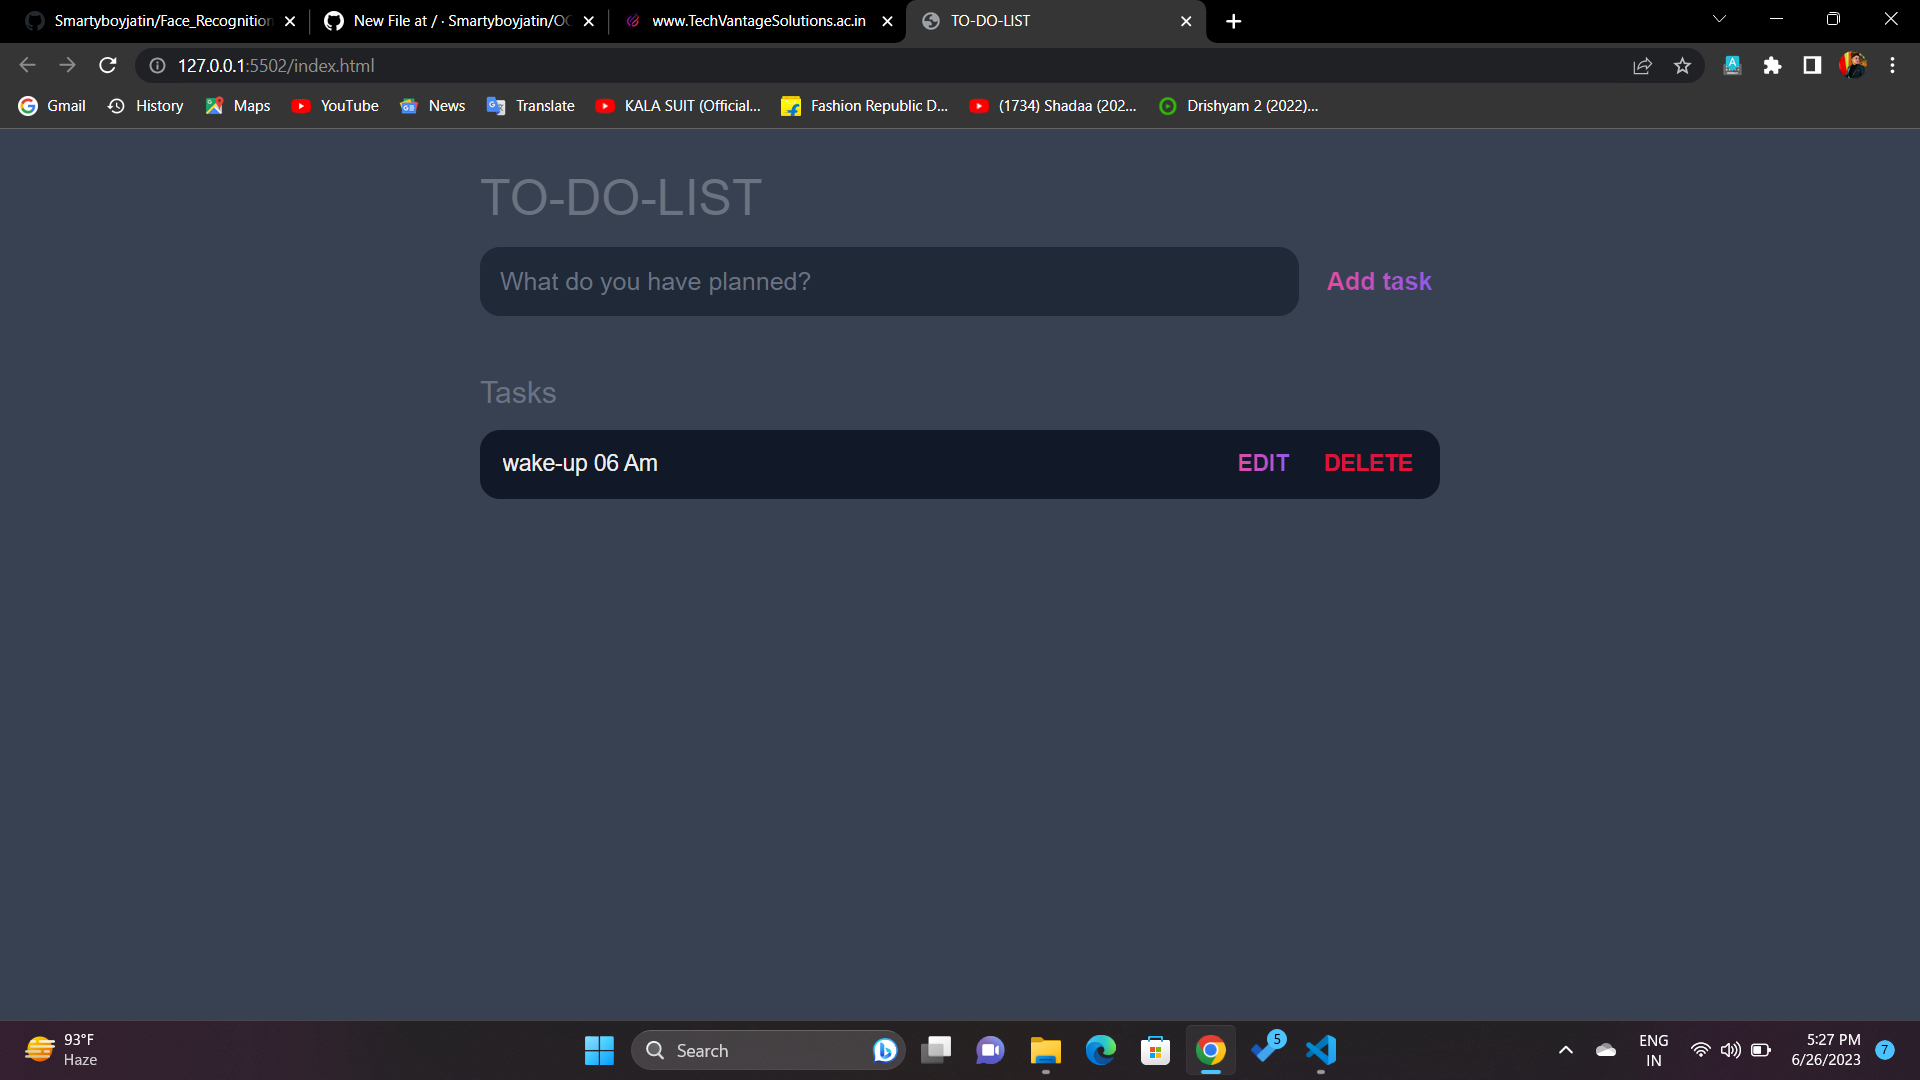 Smartyboyjatin/Face_Recognition
New File at / · Smartyboyjatin/OC
www.TechVantageSolutions.ac.in
TO-DO-LIST
127.0.0.1:5502/index.html
Gmail
History
Maps
YouTube
News
Translate
KALA SUIT (Official...
Fashion Republic D...
(1734) Shadaa (202...
Drishyam 2 (2022)...
TO-DO-LIST
What do you have planned?
Add task
Tasks
wake-up 06 Am
EDIT
DELETE
93°F
Haze
Search
5
ENG
IN
5:27 PM
6/26/2023
7